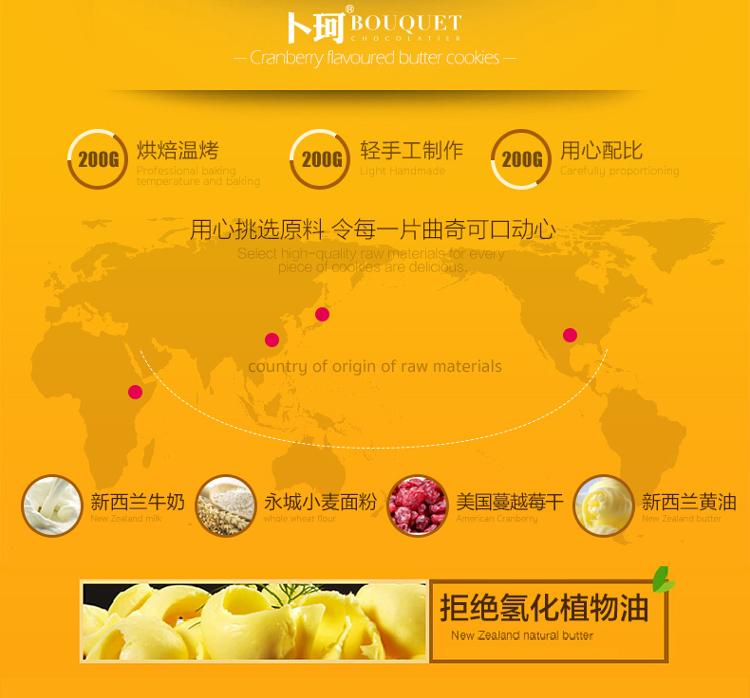 卜珂® BOUQUET
CHOCOLATIER
— Cranberry flavoured butter cookies —
200G 烘焙温烤
Professional baking
temperature and baking
200G 轻手工制作
Light Handmade
200G 用心配比
Carefully proportioning
用心挑选原料 令每一片曲奇可口动心
Select high-quality raw materials for every
piece of cookies are delicious.
country of origin of raw materials
新西兰牛奶
New Zealand milk
永城小麦面粉
whole wheat flour
美国蔓越莓干
American Cranberry
新西兰黄油
New Zealand butter
拒绝氢化植物油
New Zealand natural butter